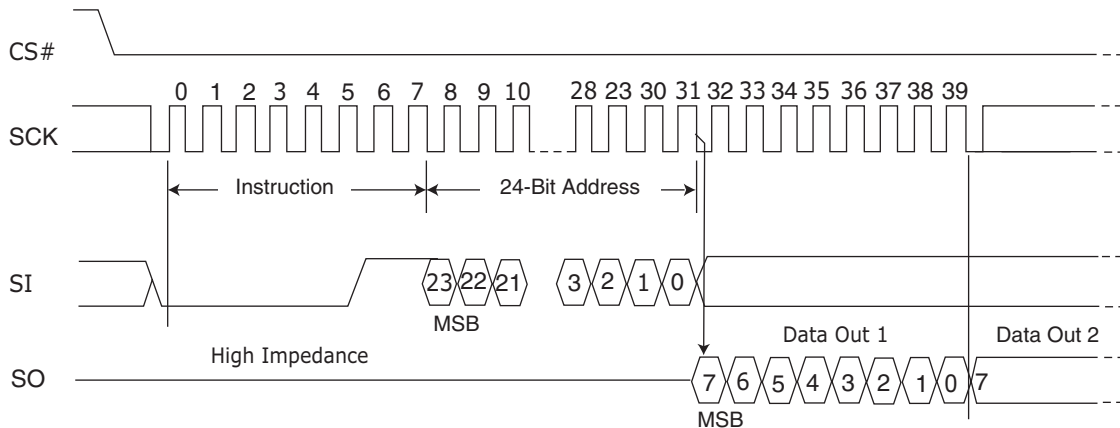 CS#
0 1 2 3 4 5 6 7 8 9 10 28 23 30 31 32 33 34 35 36 37 38 39
SCK
Instruction 24-Bit Address
SI
23 22 21 3 2 1 0
MSB
High Impedance
Data Out 1 Data Out 2
SO
7 6 5 4 3 2 1 0 7
MSB